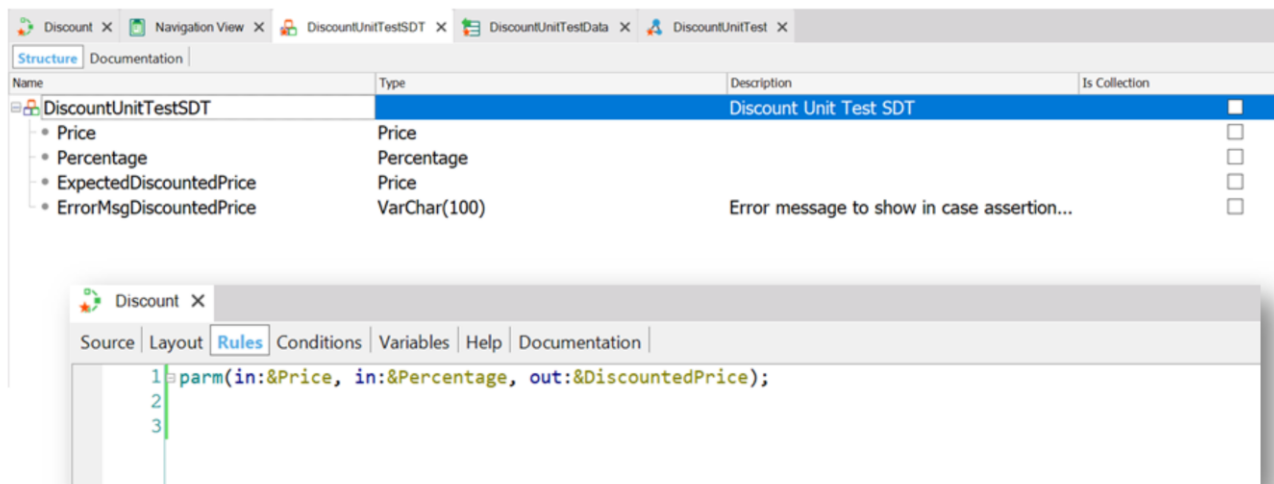 Discount Navigation View DiscountUnitTestSDT DiscountUnitTestData DiscountUnitTest
Structure Documentation
Name Type Description Is Collection
DiscountUnitTestSDT Discount Unit Test SDT
Price Price
Percentage Percentage
ExpectedDiscountedPrice Price
ErrorMsgDiscountedPrice VarChar(100) Error message to show in case assertion...
Discount
Source Layout Rules Conditions Variables Help Documentation
1 parm(in:&Price, in:&Percentage, out:&DiscountedPrice);
2
3